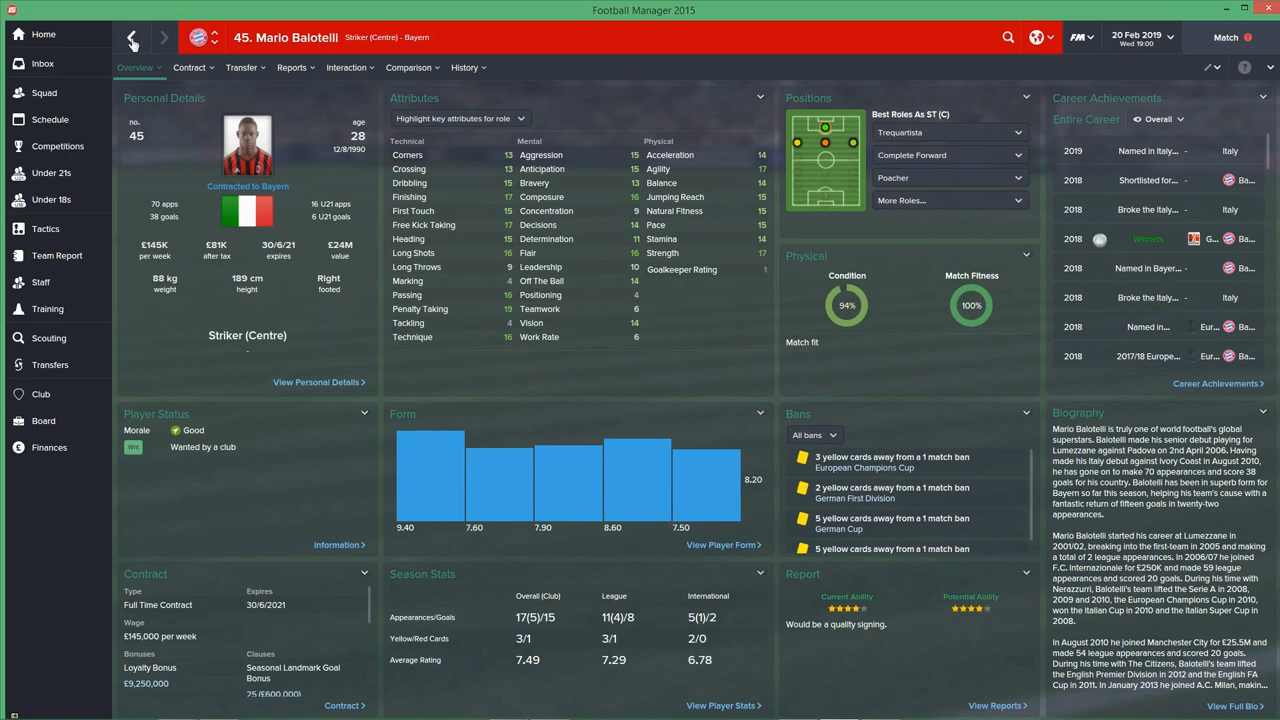 Football Manager 2015
45. Mario Balotelli Striker (Centre) - Bayern
FM
20 Feb 2019
Wed 19:00
Match
Home
Inbox
Squad
Schedule
Competitions
Under 21s
Under 18s
Tactics
Team Report
Staff
Training
Scouting
Transfers
Club
Board
Finances
Overview Contract Transfer Reports Interaction Comparison History
Personal Details
no.
45
age
28
12/8/1990
Contracted to Bayern
70 apps
38 goals
16 U21 apps
6 U21 goals
£145K
per week
£81K
after tax
30/6/21
expires
£24M
value
88 kg
weight
189 cm
height
Right
footed
Striker (Centre)
-
View Personal Details >
Attributes
Highlight key attributes for role
Technical Mental Physical
Corners 13 Aggression 15 Acceleration 14
Crossing 13 Anticipation 15 Agility 17
Dribbling 15 Bravery 13 Balance 14
Finishing 17 Composure 16 Jumping Reach 15
First Touch 15 Concentration 9 Natural Fitness 15
Free Kick Taking 17 Decisions 14 Pace 15
Heading 15 Determination 11 Stamina 14
Long Shots 16 Flair 16 Strength 17
Long Throws 9 Leadership 10 Goalkeeper Rating 1
Marking 4 Off The Ball 14
Passing 16 Positioning 4
Penalty Taking 19 Teamwork 6
Tackling 4 Vision 14
Technique 16 Work Rate 6
Positions
Best Roles As ST (C)
Trequartista
Complete Forward
Poacher
More Roles...
Physical
Condition
94%
Match Fitness
100%
Match fit
Career Achievements
Entire Career Overall
2019 Named in Italy... - Italy
2018 Shortlisted for... Ba...
2018 Broke the Italy... - Italy
2018 Winners G... Ba...
2018 Named in Bayer... - Ba...
2018 Broke the Italy... - Italy
2018 Named in... Eur... Ba...
2018 2017/18 Europe... Eur... Ba...
Career Achievements >
Player Status
Morale Good
Wnt Wanted by a club
Information >
Form
8.20
9.40 7.60 7.90 8.60 7.50
View Player Form >
Bans
All bans
3 yellow cards away from a 1 match ban
European Champions Cup
2 yellow cards away from a 1 match ban
German First Division
5 yellow cards away from a 1 match ban
German Cup
5 yellow cards away from a 1 match ban
Biography
Mario Balotelli is truly one of world football's global
superstars. Balotelli made his senior debut playing for
Lumezzane against Padova on 2nd April 2006. Having
made his Italy debut against Ivory Coast in August 2010,
he has gone on to make 70 appearances and score 38
goals for his country. Balotelli has been in superb form for
Bayern so far this season, helping his team's cause with a
fantastic return of fifteen goals in twenty-two
appearances.
Mario Balotelli started his career at Lumezzane in
2001/02, breaking into the first-team in 2005 and making
a total of 2 league appearances. In 2006/07 he joined
F.C. Internazionale for £250K and made 59 league
appearances and scored 20 goals. During his time with
Nerazzurri, Balotelli's team lifted the Serie A in 2008,
2009 and 2010, the European Champions Cup in 2010,
won the Italian Cup in 2010 and the Italian Super Cup in
2008.
In August 2010 he joined Manchester City for £25.5M and
made 54 league appearances and scored 20 goals.
During his time with The Citizens, Balotelli's team lifted
the English Premier Division in 2012 and the English FA
Cup in 2011. In January 2013 he joined A.C. Milan, makin...
View Full Bio >
Contract
Type
Full Time Contract
Expires
30/6/2021
Wage
£145,000 per week
Bonuses
Loyalty Bonus
£9,250,000
Clauses
Seasonal Landmark Goal
Bonus
25 (£600,000)
Contract >
Season Stats
Overall (Club) League International
Appearances/Goals 17(5)/15 11(4)/8 5(1)/2
Yellow/Red Cards 3/1 3/1 2/0
Average Rating 7.49 7.29 6.78
View Player Stats >
Report
Current Ability
Potential Ability
Would be a quality signing.
View Reports >